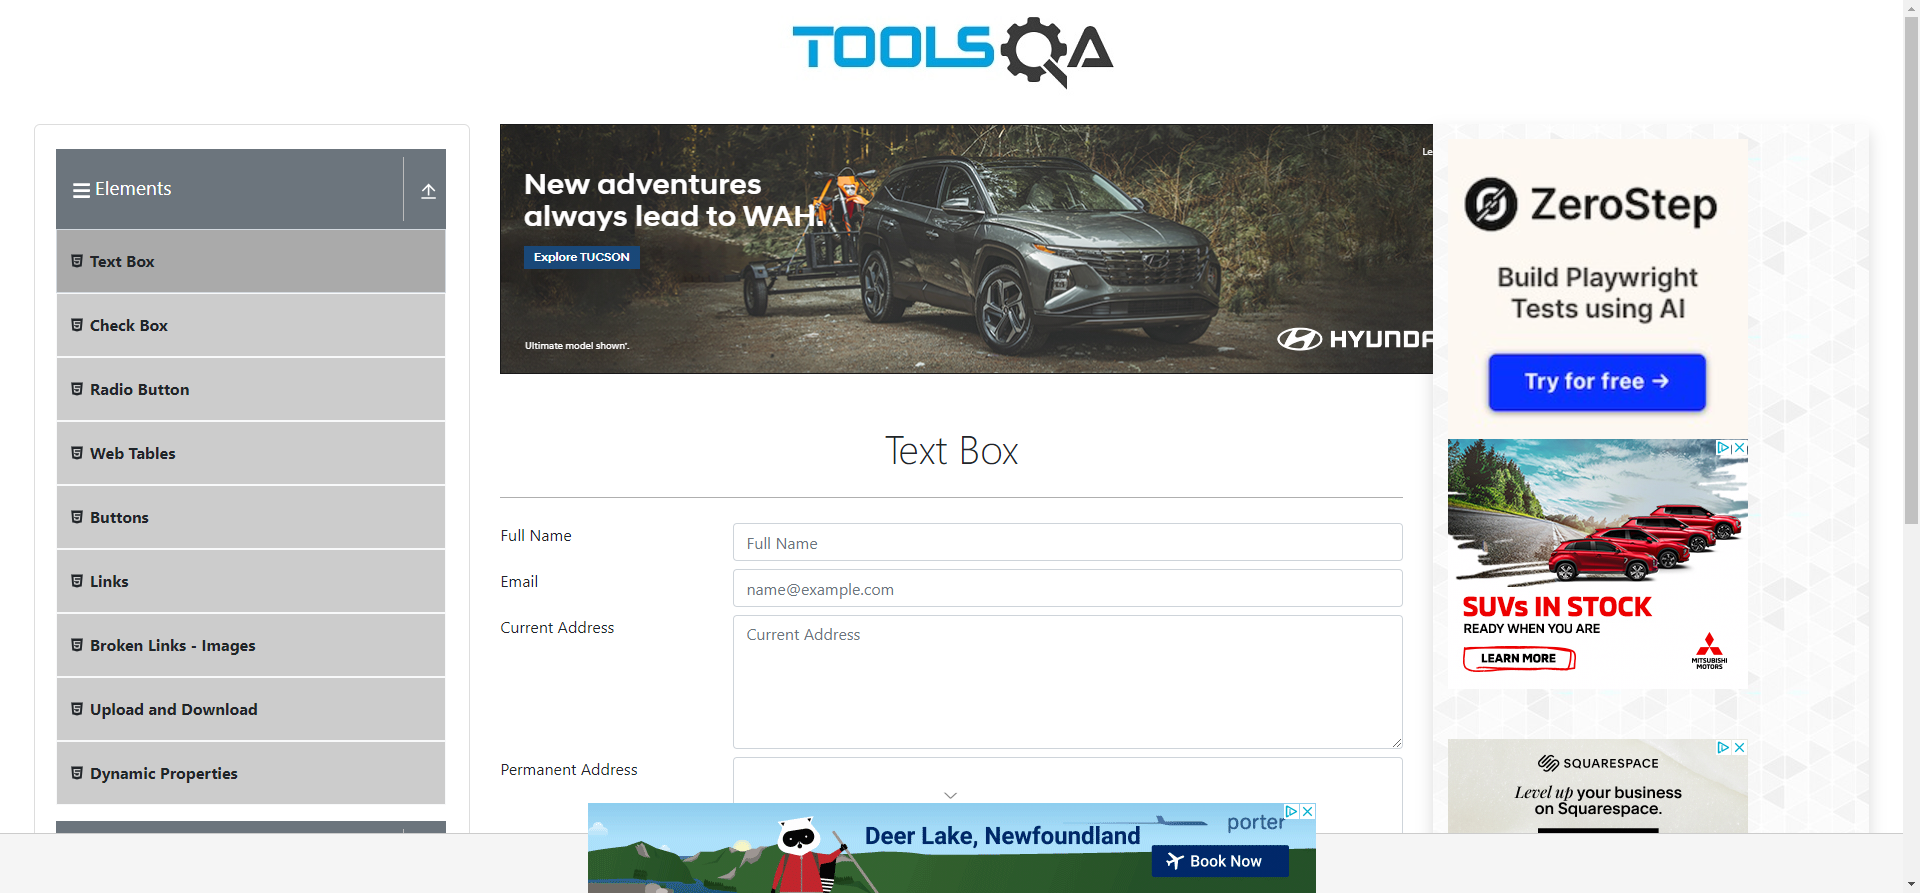 TOOLSQA
Elements
Text Box
Check Box
Radio Button
Web Tables
Buttons
Links
Broken Links - Images
Upload and Download
Dynamic Properties
New adventures
always lead to WAH.
Explore TUCSON
Ultimate model shown*.
Le
HYUNDA
Text Box
Full Name
Full Name
Email
name@example.com
Current Address
Current Address
Permanent Address
ZeroStep
Build Playwright
Tests using AI
Try for free →
SUVs IN STOCK
READY WHEN YOU ARE
LEARN MORE
MITSUBISHI
MOTORS
SQUARESPACE
Level up your business
on Squarespace.
Deer Lake, Newfoundland
porter
Book Now